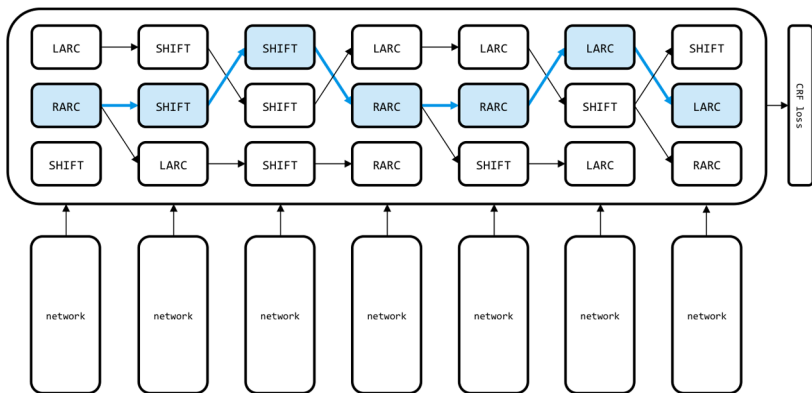 LARC SHIFT SHIFT LARC LARC LARC SHIFT
RARC SHIFT SHIFT RARC RARC SHIFT LARC
SHIFT LARC SHIFT RARC SHIFT LARC RARC
CRF loss
network network network network network network network